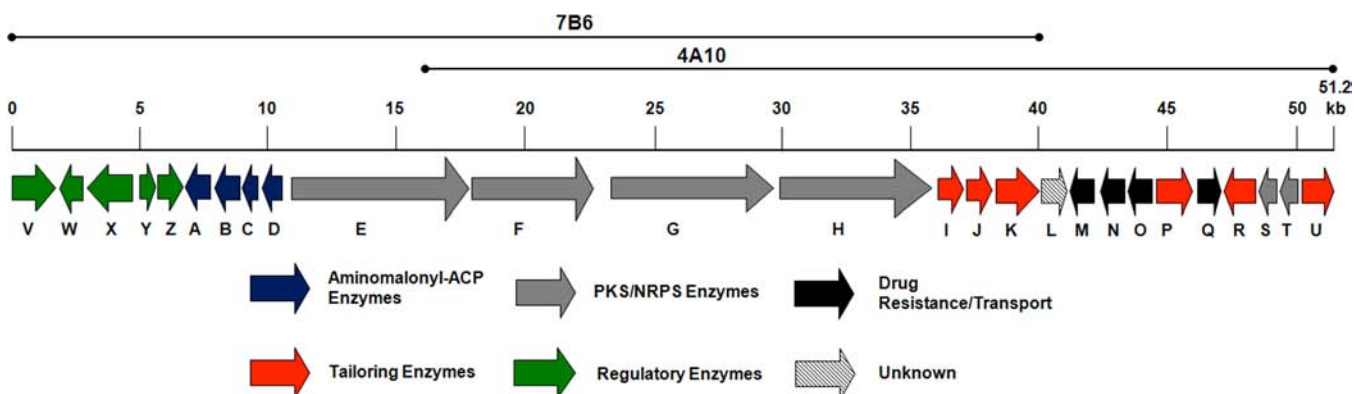 7B6
4A10
0 5 10 15 20 25 30 35 40 45 50 51.2
kb
V W X Y Z A B C D E F G H I J K L M N O P Q R S T U
Aminomalonyl-ACP
Enzymes
PKS/NRPS Enzymes
Drug
Resistance/Transport
Tailoring Enzymes
Regulatory Enzymes
Unknown